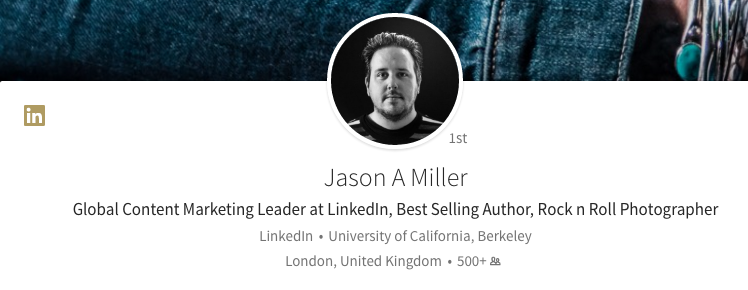 in
1st
Jason A Miller
Global Content Marketing Leader at LinkedIn, Best Selling Author, Rock n Roll Photographer
LinkedIn • University of California, Berkeley
London, United Kingdom • 500+